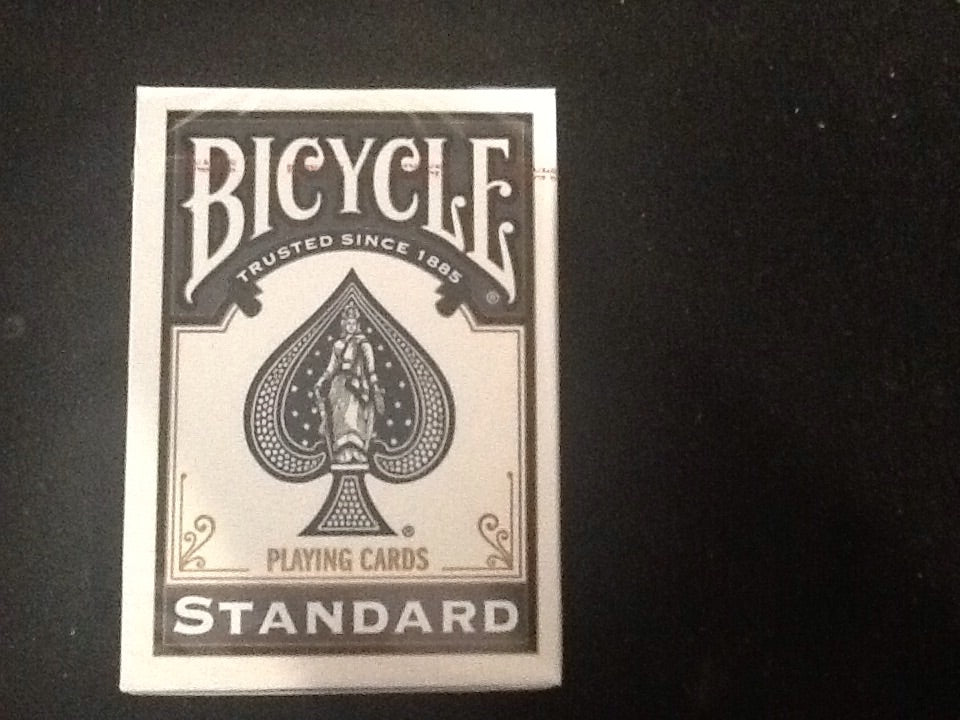 BICYCLE
®
TRUSTED SINCE 1885
®
PLAYING CARDS
STANDARD